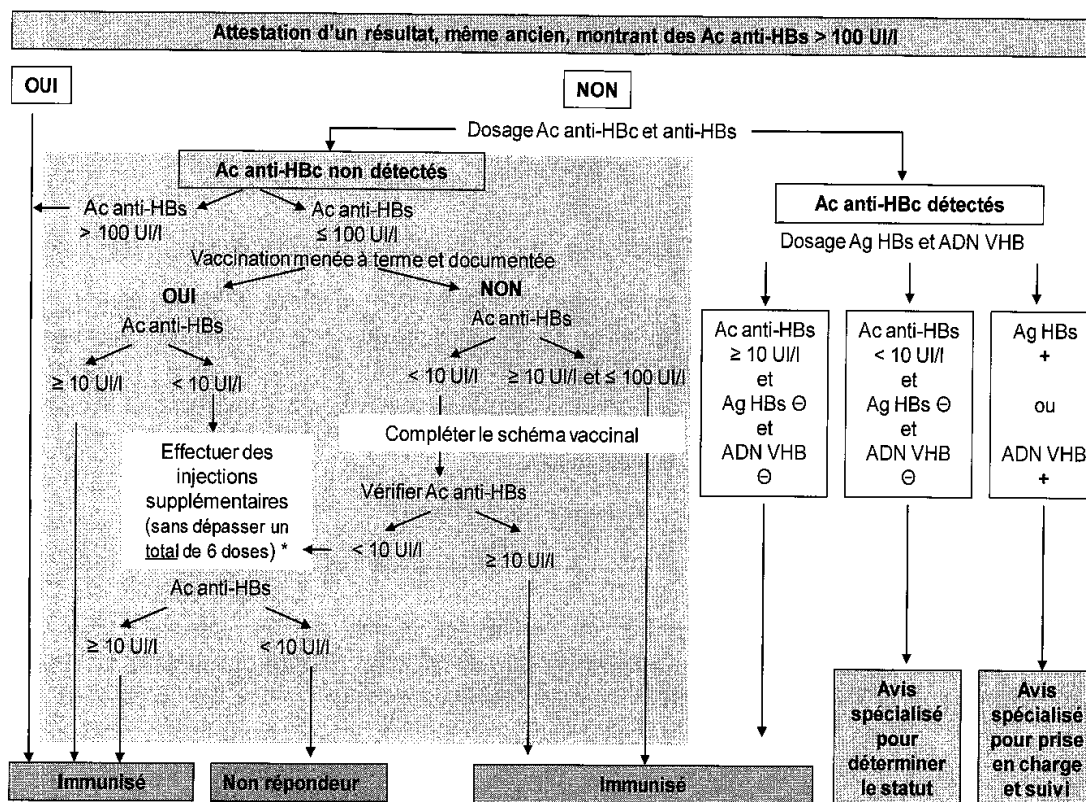 Attestation d'un résultat, même ancien, montrant des Ac anti-HBs > 100 UI/l
OUI
NON
Dosage Ac anti-HBc et anti-HBs
Ac anti-HBc non détectés
Ac anti-HBs
> 100 UI/l
Ac anti-HBs
≤ 100 UI/l
Vaccination menée à terme et documentée
OUI
Ac anti-HBs
≥ 10 UI/l
< 10 UI/l
Effectuer des
injections
supplémentaires
(sans dépasser un
total de 6 doses) *
Ac anti-HBs
≥ 10 UI/l
< 10 UI/l
NON
Ac anti-HBs
< 10 UI/l
≥ 10 UI/l et ≤ 100 UI/l
Compléter le schéma vaccinal
Vérifier Ac anti-HBs
< 10 UI/l
≥ 10 UI/l
Ac anti-HBc détectés
Dosage Ag HBs et ADN VHB
Ac anti-HBs
≥ 10 UI/l
et
Ag HBs Θ
et
ADN VHB
Θ
Ac anti-HBs
< 10 UI/l
et
Ag HBs Θ
et
ADN VHB
Θ
Ag HBs
+
ou
ADN VHB
+
Immunisé
Non répondeur
Immunisé
Avis
spécialisé
pour
déterminer
le statut
Avis
spécialisé
pour prise
en charge
et suivi